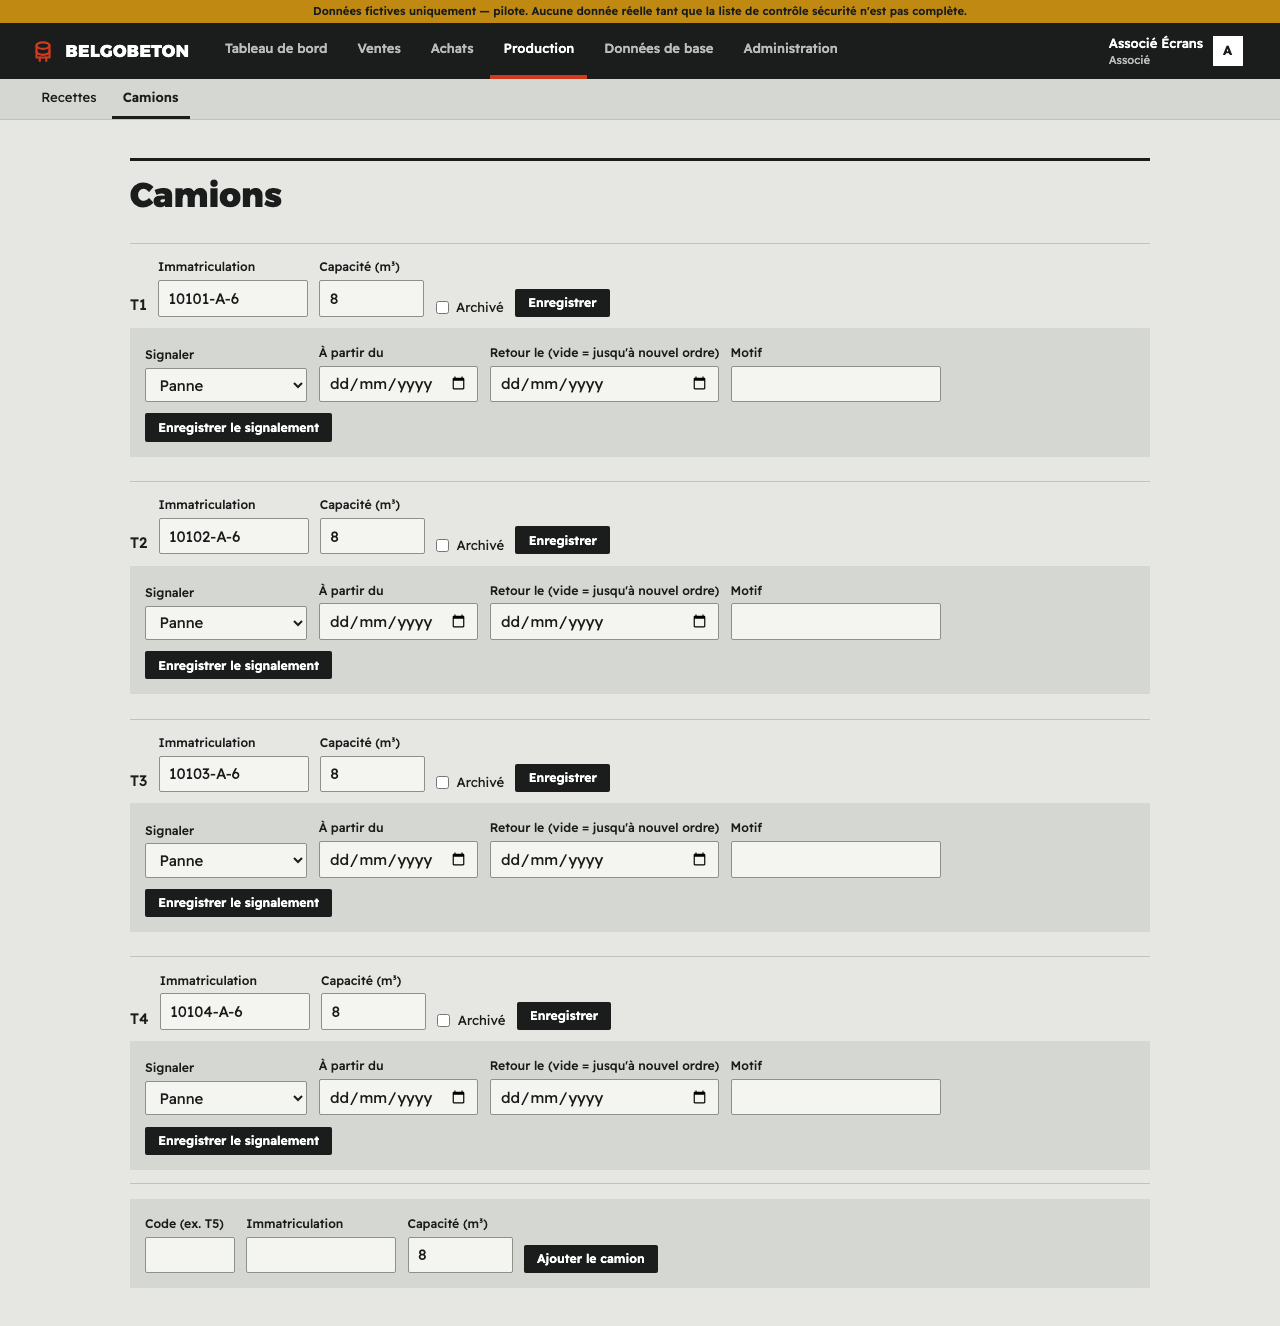 Données fictives uniquement — pilote. Aucune donnée réelle tant que la liste de contrôle sécurité n'est pas complète.
BELGOBETON Tableau de bord Ventes Achats Production Données de base Administration Associé Écrans A
Associé
Recettes Camions
Camions
Immatriculation Capacité (m³)
T1 10101-A-6 8 Archivé Enregistrer
Signaler À partir du Retour le (vide = jusqu'à nouvel ordre) Motif
Panne dd/mm/yyyy dd/mm/yyyy
Enregistrer le signalement
Immatriculation Capacité (m³)
T2 10102-A-6 8 Archivé Enregistrer
Signaler À partir du Retour le (vide = jusqu'à nouvel ordre) Motif
Panne dd/mm/yyyy dd/mm/yyyy
Enregistrer le signalement
Immatriculation Capacité (m³)
T3 10103-A-6 8 Archivé Enregistrer
Signaler À partir du Retour le (vide = jusqu'à nouvel ordre) Motif
Panne dd/mm/yyyy dd/mm/yyyy
Enregistrer le signalement
Immatriculation Capacité (m³)
T4 10104-A-6 8 Archivé Enregistrer
Signaler À partir du Retour le (vide = jusqu'à nouvel ordre) Motif
Panne dd/mm/yyyy dd/mm/yyyy
Enregistrer le signalement
Code (ex. T5) Immatriculation Capacité (m³)
8 Ajouter le camion